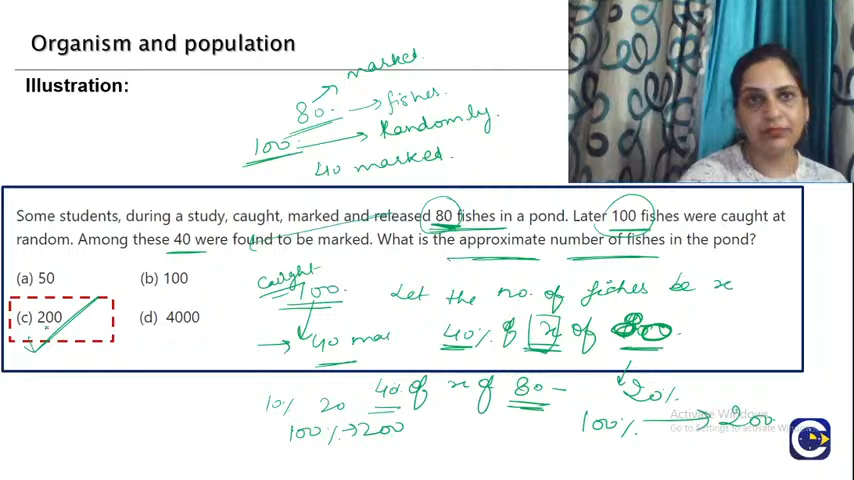 Organism and population
Illustration:
market.
80. → fishes.
100: → Randomly.
40 market.
Some students, during a study, caught, marked and released 80 fishes in a pond. Later 100 fishes were caught at
random. Among these 40 were found to be marked. What is the approximate number of fishes in the pond?
(a) 50 (b) 100
(c) 200 (d) 4000
caught
100.
→ 40 mar
Let the no. of fishes be x
40% of x of
40% of x of 80 –
10% 20
100% → 200
20%
100% → 200
Activate Windows
Go to Settings to activate Windows.